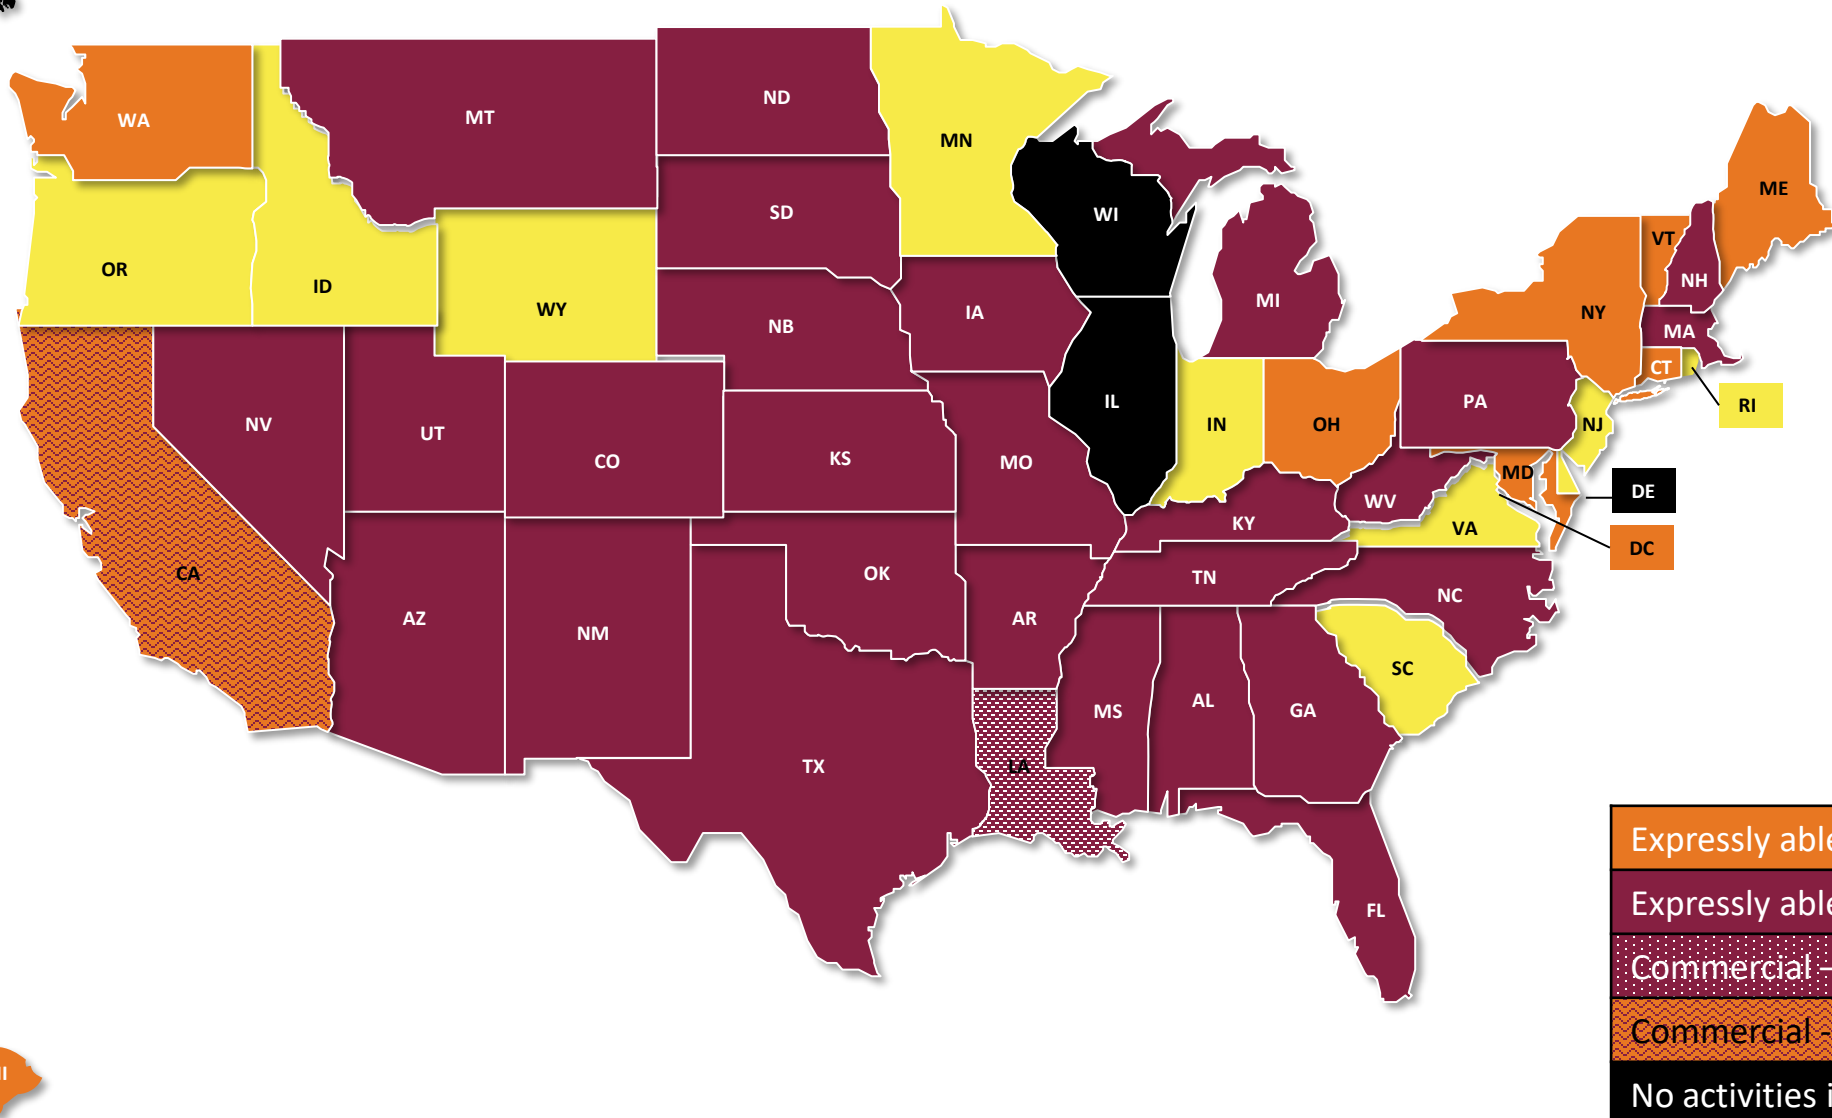 WA
MT
ND
MN
ME
SD
WI
VT
OR
ID
NH
WY
MI
NY
IA
NB
MA
CT
IL
PA
RI
NV
UT
IN
OH
NJ
CO
KS
MO
MD
WV
DE
KY
VA
DC
CA
OK
TN
NC
AZ
NM
AR
SC
MS
AL
GA
TX
LA
Expressly able
FL
Expressly able
Commercial –
Commercial -
No activities i